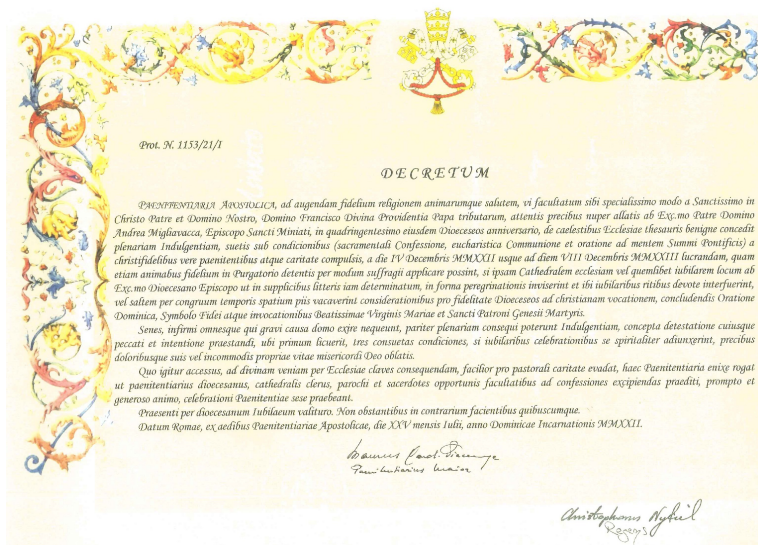 Prot. N. 1153/21/I
DECRETUM
PAENITENTIARIA APOSTOLICA, ad augendam fidelium religionem animarumque salutem, vi facultatum sibi specialissimo modo a Sanctissimo in
Christo Patre et Domino Nostro, Domino Francisco Divina Providentia Papa tributarum, attentis precibus nuper allatis ab Exc.mo Patre Domino
Andrea Migliavacca, Episcopo Sancti Miniati, in quadringentesimo eiusdem Dioeceseos anniversario, de caelestibus Ecclesiae thesauris benigne concedit
plenariam Indulgentiam, suetis sub condicionibus (sacramentali Confessione, eucharistica Communione et oratione ad mentem Summi Pontificis) a
christifidelibus vere paenitentibus atque caritate compulsis, a die IV Decembris MMXXII usque ad diem VIII Decembris MMXXIII lucrandam, quam
etiam animabus fidelium in Purgatorio detentis per modum suffragii applicare possint, si ipsam Cathedralem ecclesiam vel quemlibet iubilarem locum ab
Exc.mo Dioecesano Episcopo ut in supplicibus litteris iam determinatum, in forma peregrinationis inviserint et ibi iubilaribus ritibus devote interfuerint,
vel saltem per congruum temporis spatium piis vacaverint considerationibus pro fidelitate Dioeceseos ad christianam vocationem, concludendis Oratione
Dominica, Symbolo Fidei atque invocationibus Beatissimae Virginis Mariae et Sancti Patroni Genesii Martyris.
Senes, infirmi omnesque qui gravi causa domo exire nequeunt, pariter plenariam consequi poterunt Indulgentiam, concepta detestatione cuiusque
peccati et intentione praestandi, ubi primum licuerit, tres consuetas condiciones, si iubilaribus celebrationibus se spiritaliter adiunxerint, precibus
doloribusque suis vel incommodis propriae vitae misericordi Deo oblatis.
Quo igitur accessus, ad divinam veniam per Ecclesiae claves consequendam, facilior pro pastorali caritate evadat, haec Paenitentiaria enixe rogat
ut paenitentiarius dioecesanus, cathedralis clerus, parochi et sacerdotes opportunis facultatibus ad confessiones excipiendas praediti, prompto et
generoso animo, celebrationi Paenitentiae sese praebeant.
Praesenti per dioecesanum Iubilaeum valituro. Non obstantibus in contrarium facientibus quibuscumque.
Datum Romae, ex aedibus Paenitentiariae Apostolicae, die XXV mensis Iulii, anno Dominicae Incarnationis MMXXII.
Maurus Card. Piacenza
Paenitentiarius Maior
Christophorus Nykiel
Regens